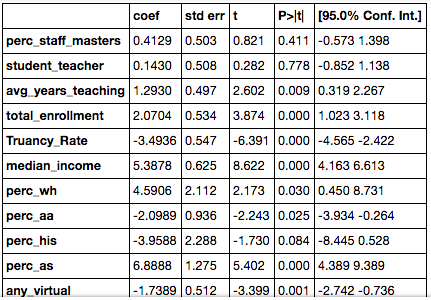 coef std err t P>|t| [95.0% Conf. Int.]
perc_staff_masters 0.4129 0.503 0.821 0.411 -0.573 1.398
student_teacher 0.1430 0.508 0.282 0.778 -0.852 1.138
avg_years_teaching 1.2930 0.497 2.602 0.009 0.319 2.267
total_enrollment 2.0704 0.534 3.874 0.000 1.023 3.118
Truancy_Rate -3.4936 0.547 -6.391 0.000 -4.565 -2.422
median_income 5.3878 0.625 8.622 0.000 4.163 6.613
perc_wh 4.5906 2.112 2.173 0.030 0.450 8.731
perc_aa -2.0989 0.936 -2.243 0.025 -3.934 -0.264
perc_his -3.9588 2.288 -1.730 0.084 -8.445 0.528
perc_as 6.8888 1.275 5.402 0.000 4.389 9.389
any_virtual -1.7389 0.512 -3.399 0.001 -2.742 -0.736